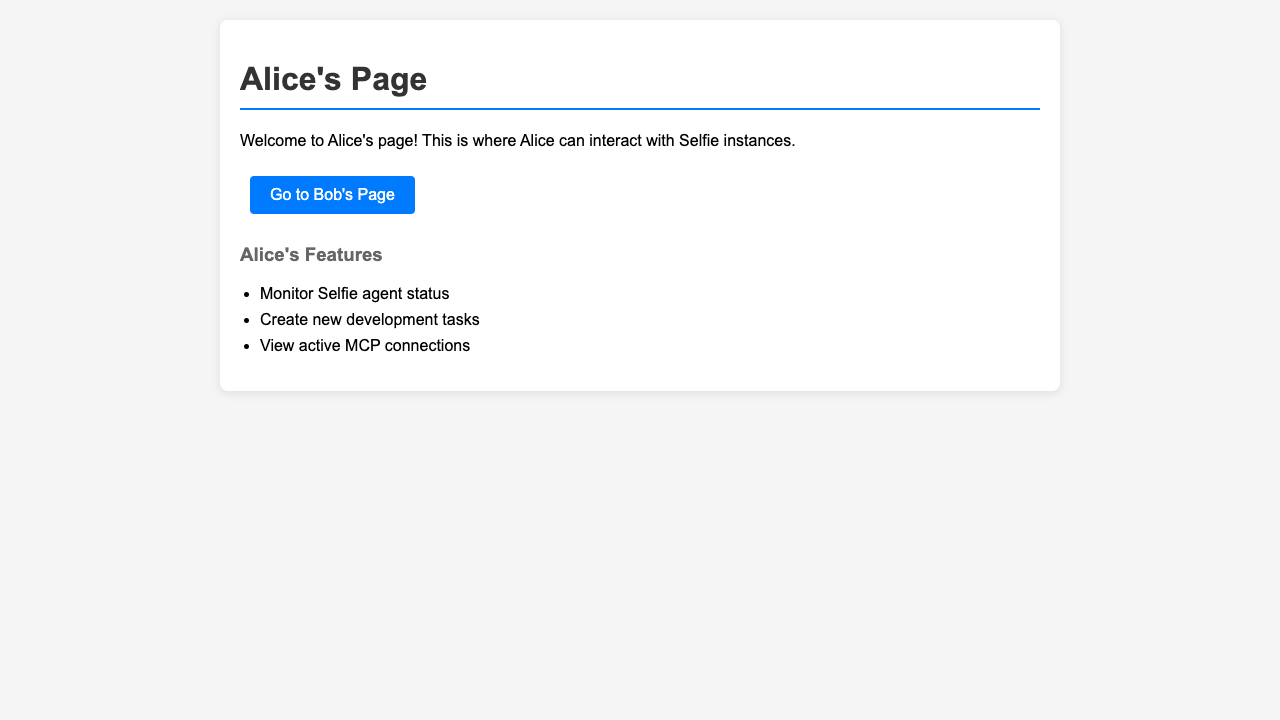 Alice's Page
Welcome to Alice's page! This is where Alice can interact with Selfie instances.
Go to Bob's Page
Alice's Features
• Monitor Selfie agent status
• Create new development tasks
• View active MCP connections